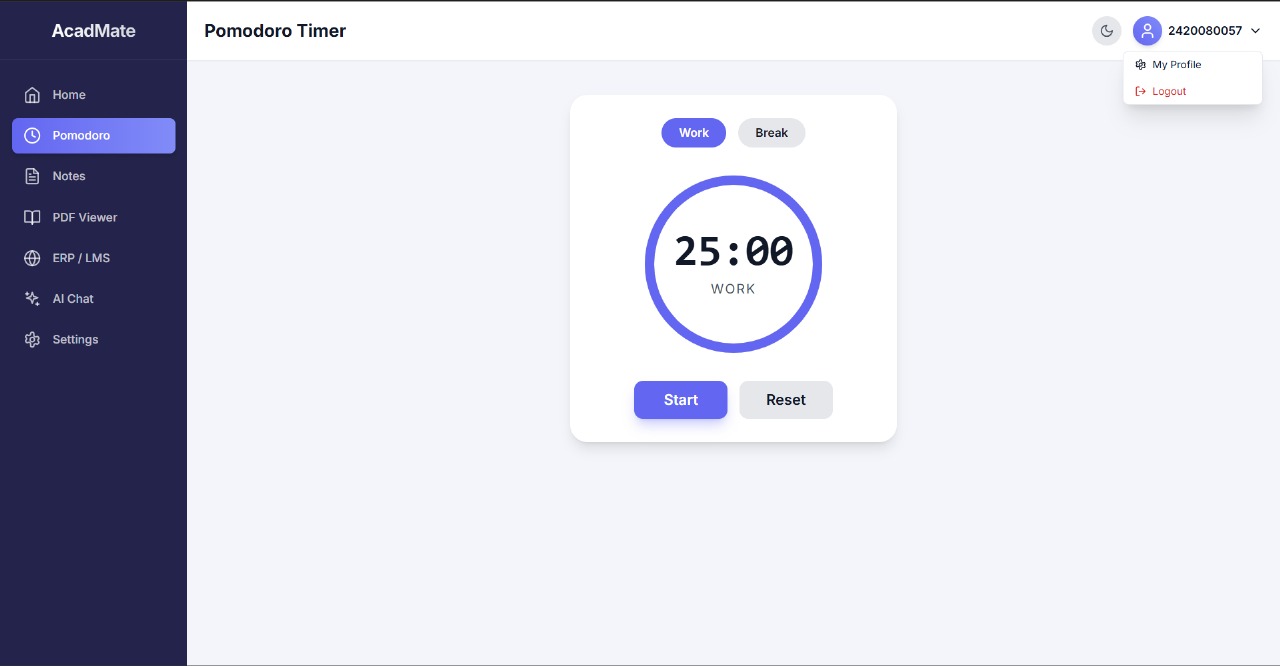 AcadMate
Pomodoro Timer
2420080057
My Profile
Logout
Home
Pomodoro
Notes
PDF Viewer
ERP / LMS
AI Chat
Settings
Work Break
25:00
WORK
Start Reset